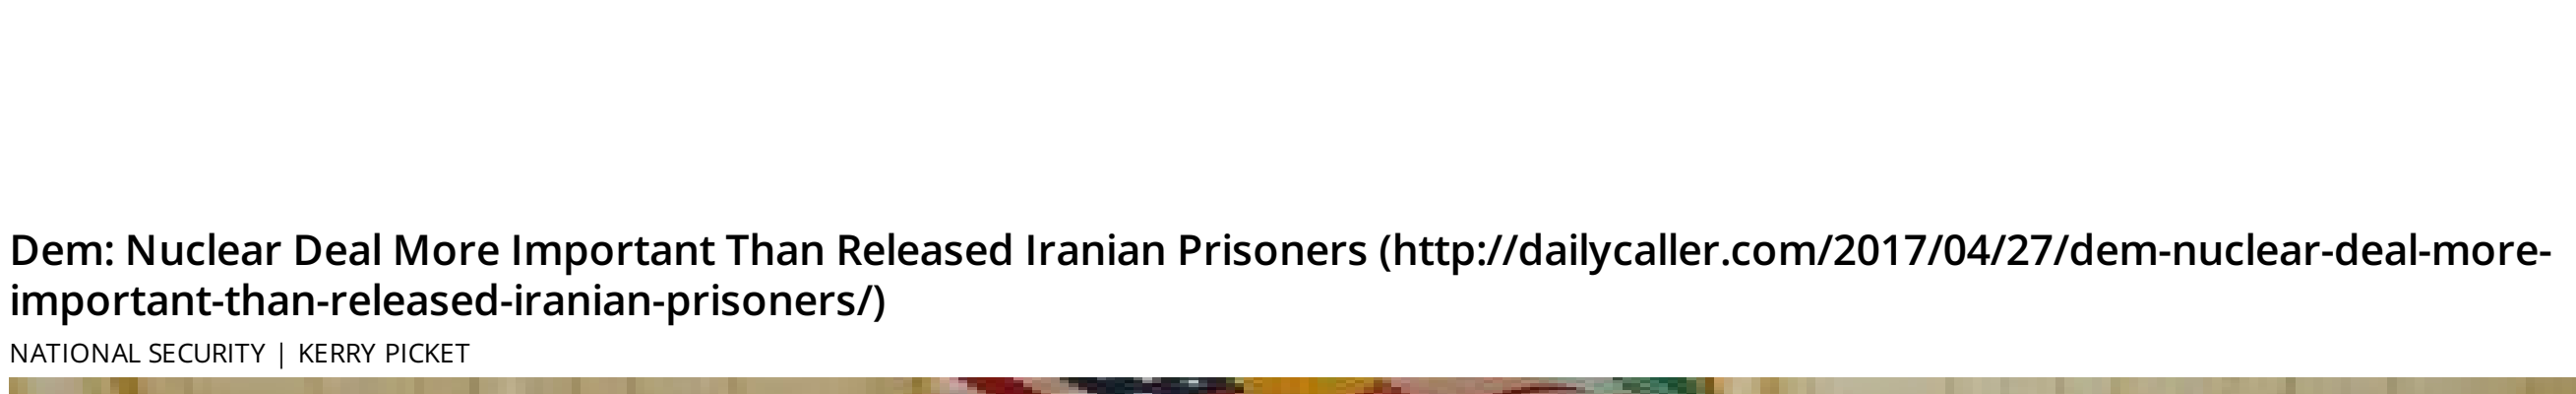 Dem: Nuclear Deal More Important Than Released Iranian Prisoners (http://dailycaller.com/2017/04/27/dem-nuclear-deal-more-
important-than-released-iranian-prisoners/)
NATIONAL SECURITY | KERRY PICKET